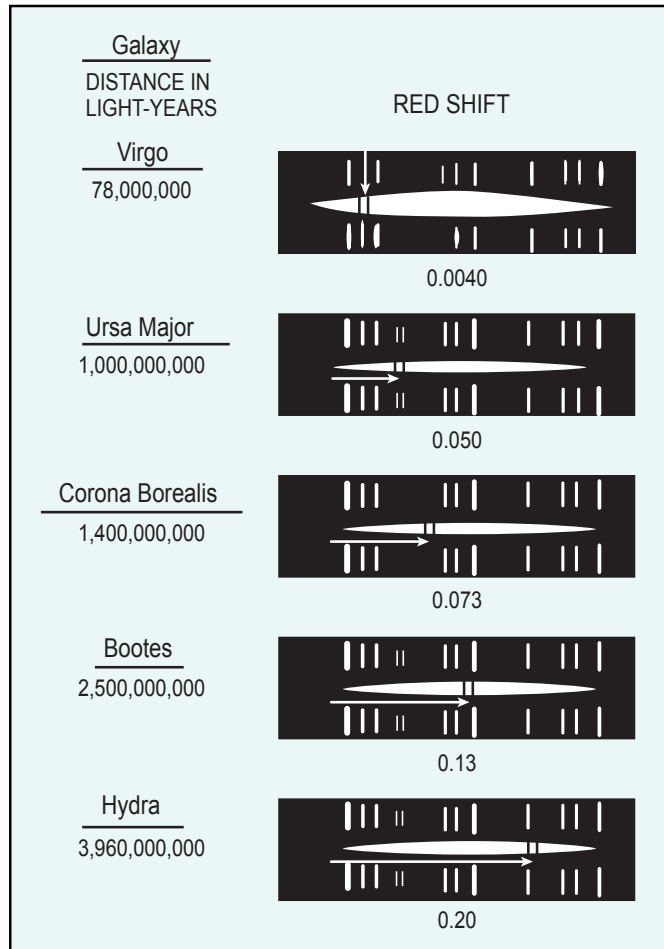 Galaxy
DISTANCE IN
LIGHT-YEARS
RED SHIFT
Virgo
78,000,000
0.0040
Ursa Major
1,000,000,000
0.050
Corona Borealis
1,400,000,000
0.073
Bootes
2,500,000,000
0.13
Hydra
3,960,000,000
0.20